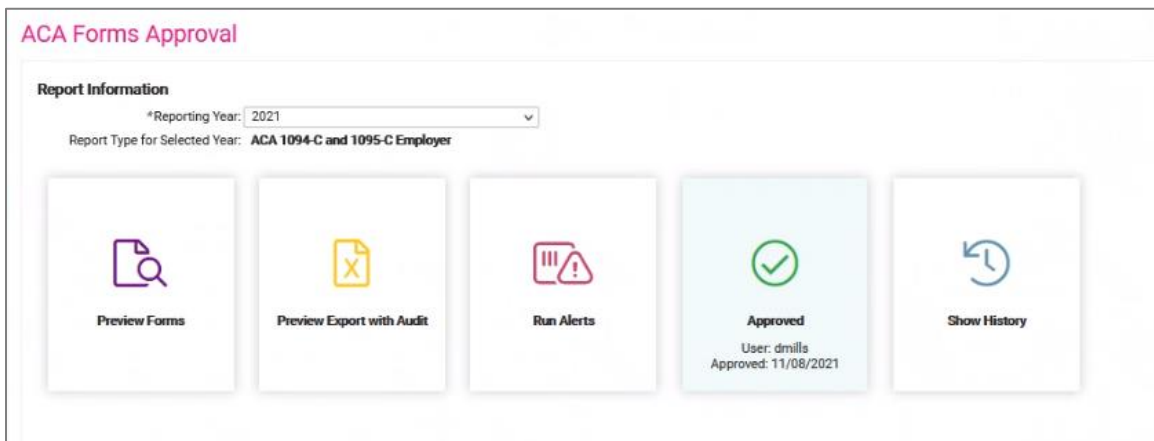 ACA Forms Approval
Report Information
*Reporting Year: 2021
Report Type for Selected Year: ACA 1094-C and 1095-C Employer
Preview Forms
Preview Export with Audit
Run Alerts
Approved
User: dmills
Approved: 11/08/2021
Show History